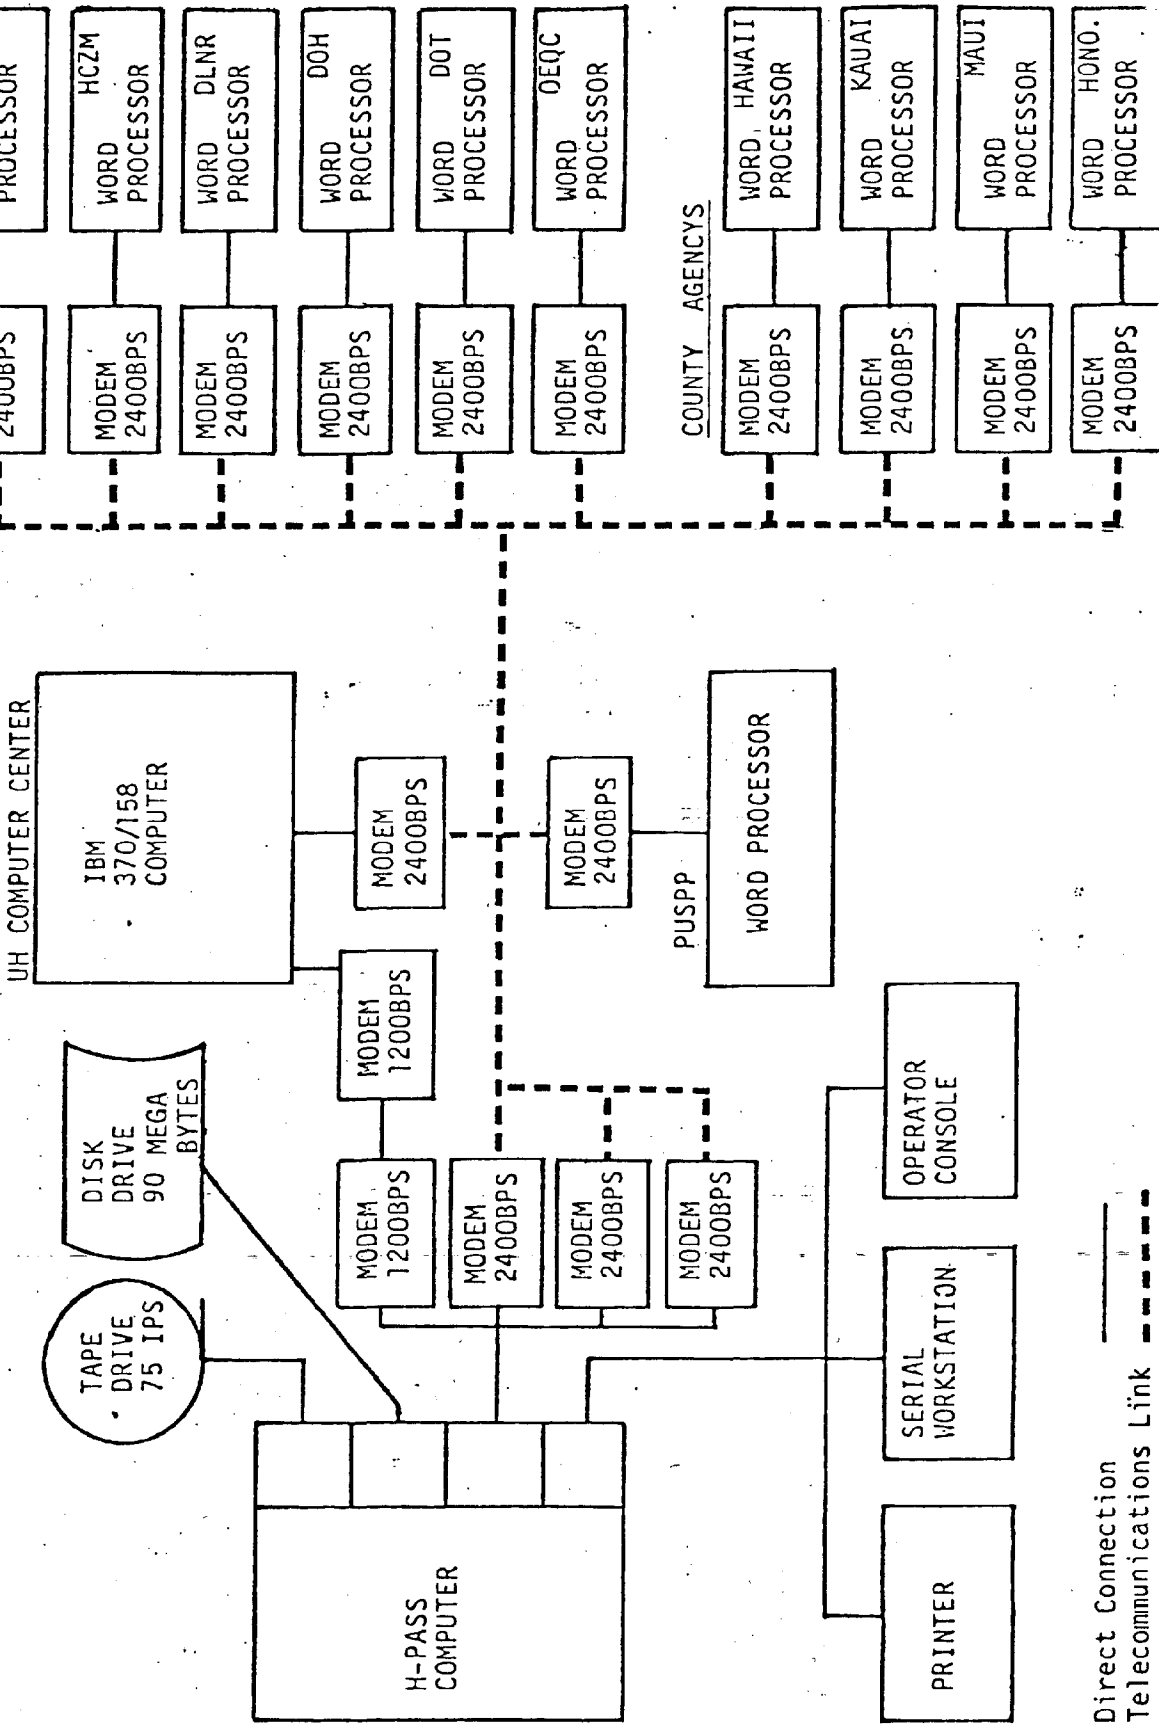 UH COMPUTER CENTER
TAPE
DRIVE
75 IPS
DISK
DRIVE
90 MEGA
BYTES
IBM
370/158
COMPUTER
2400BPS
PROCESSOR
MODEM
2400BPS
HCZM
WORD
PROCESSOR
MODEM
2400BPS
WORD DLNR
PROCESSOR
MODEM
2400BPS
WORD DOH
PROCESSOR
MODEM
2400BPS
WORD DOT
PROCESSOR
MODEM
2400BPS
WORD OEQC
PROCESSOR
COUNTY AGENCYS
MODEM
2400BPS
WORD, HAWAII
PROCESSOR
MODEM
2400BPS
WORD KAUAI
PROCESSOR
MODEM
2400BPS
MAUI
WORD
PROCESSOR
MODEM
2400BPS
WORD HONO.
PROCESSOR
H-PASS
COMPUTER
MODEM
1200BPS
MODEM
1200BPS
MODEM
2400BPS
MODEM
2400BPS
MODEM
2400BPS
MODEM
2400BPS
MODEM
2400BPS
PUSPP
WORD PROCESSOR
PRINTER
SERIAL
WORKSTATION
OPERATOR
CONSOLE
Direct Connection
Telecommunications Link